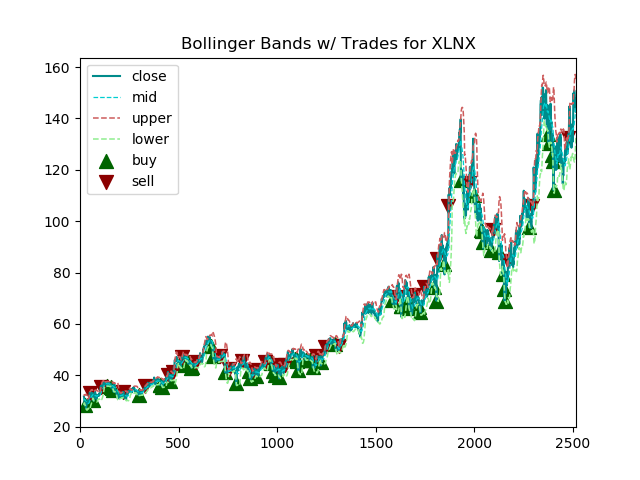 Bollinger Bands w/ Trades for XLNX
160
140
120
100
80
60
40
20
close
mid
upper
lower
buy
sell
0 500 1000 1500 2000 2500